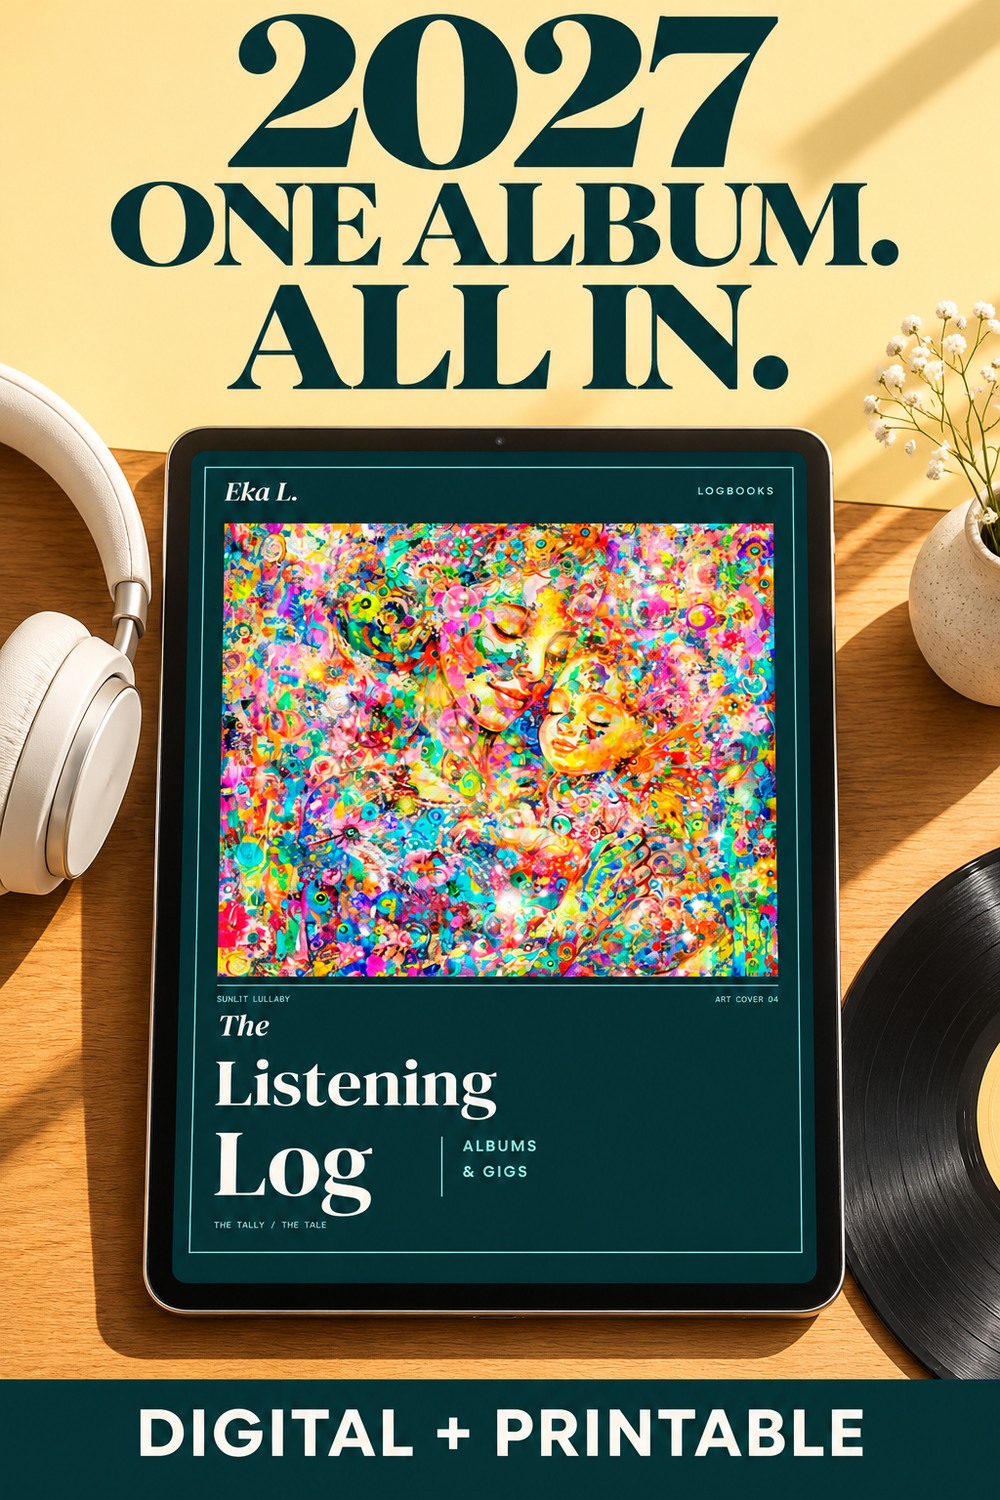 2027
ONE ALBUM.
ALL IN.
Eka L.
LOGBOOKS
SUNLIT LULLABY
ART COVER 04
The
Listening
Log
ALBUMS
& GIGS
THE TALLY / THE TALE
DIGITAL + PRINTABLE